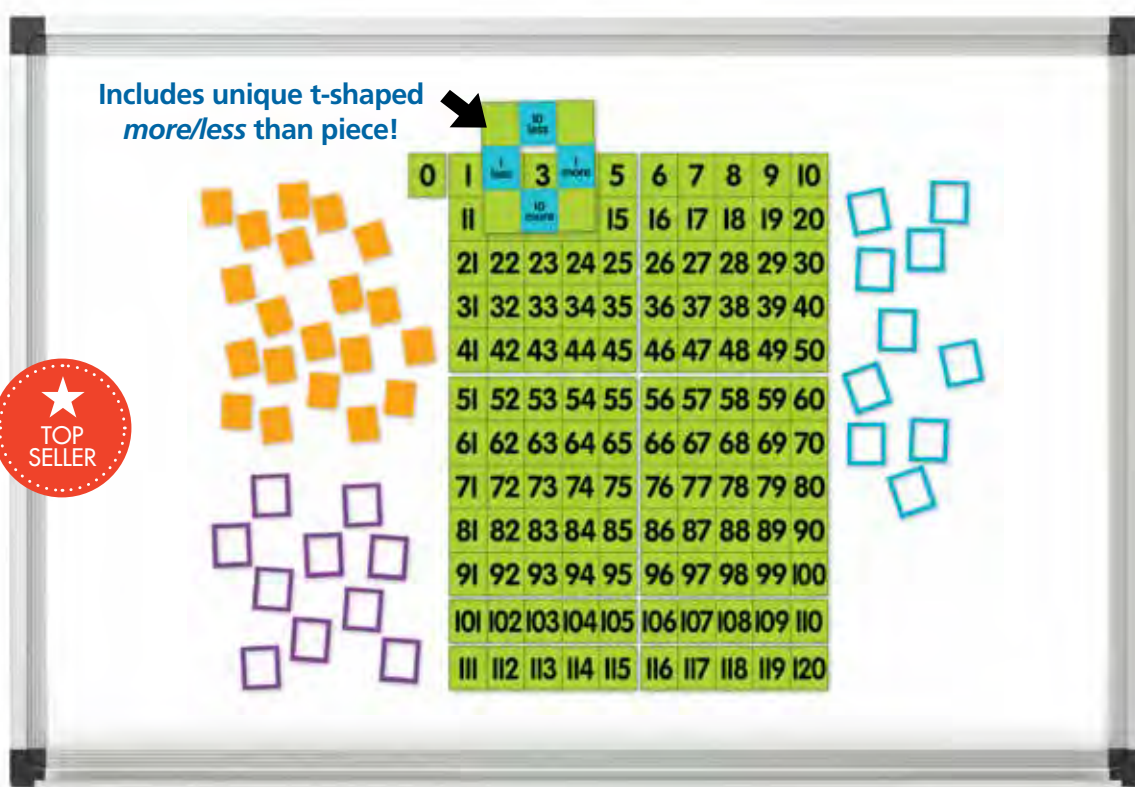 Includes unique t-shaped
more/less than piece!
10
less
0 1 1 less 3 1 more 5 6 7 8 9 10
10
more
11 15 16 17 18 19 20
21 22 23 24 25 26 27 28 29 30
31 32 33 34 35 36 37 38 39 40
41 42 43 44 45 46 47 48 49 50
51 52 53 54 55 56 57 58 59 60
61 62 63 64 65 66 67 68 69 70
71 72 73 74 75 76 77 78 79 80
81 82 83 84 85 86 87 88 89 90
91 92 93 94 95 96 97 98 99 100
101 102 103 104 105 106 107 108 109 110
111 112 113 114 115 116 117 118 119 120
TOP
SELLER